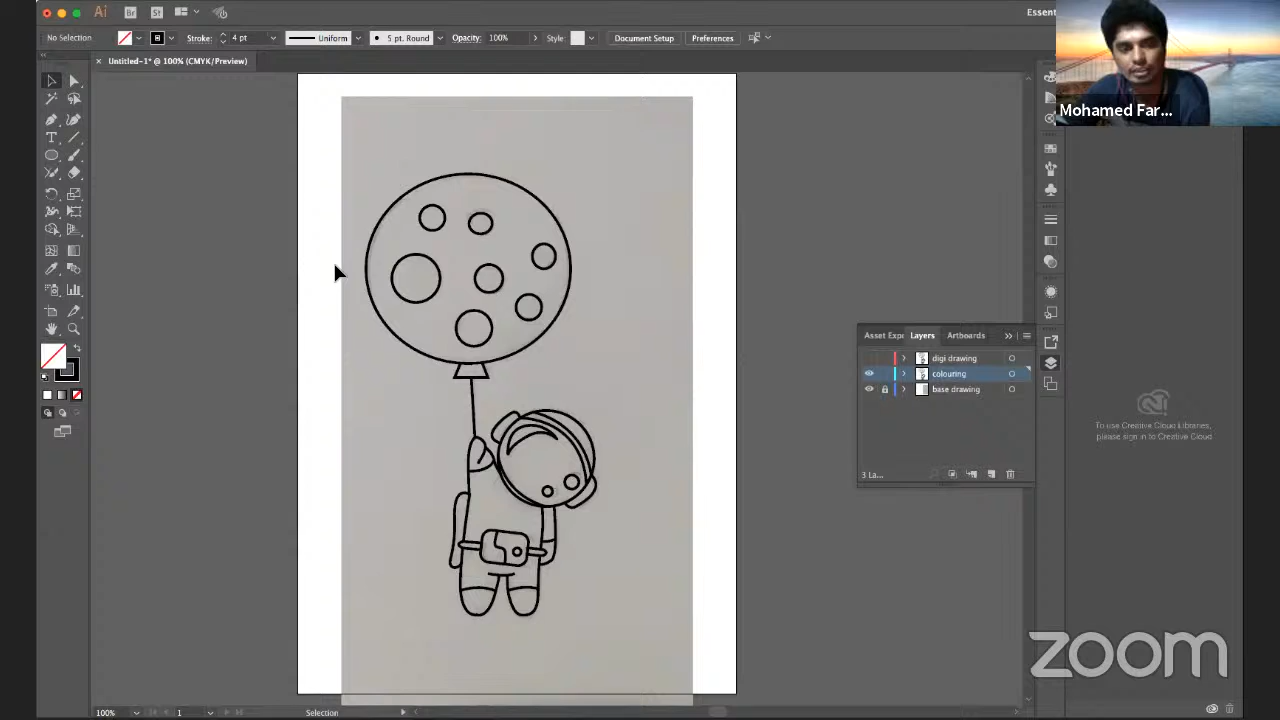 Ai
Br
St
Essent
No Selection
Stroke:
4 pt
Uniform
5 pt. Round
Opacity:
100%
Style:
Document Setup
Preferences
Untitled-1* @ 100% (CMYK/Preview)
Mohamed Far...
Asset Expo
Layers
Artboards
digi drawing
colouring
base drawing
3 La...
To use Creative Cloud Libraries,
please sign in to Creative Cloud
zoom
100%
1
Selection